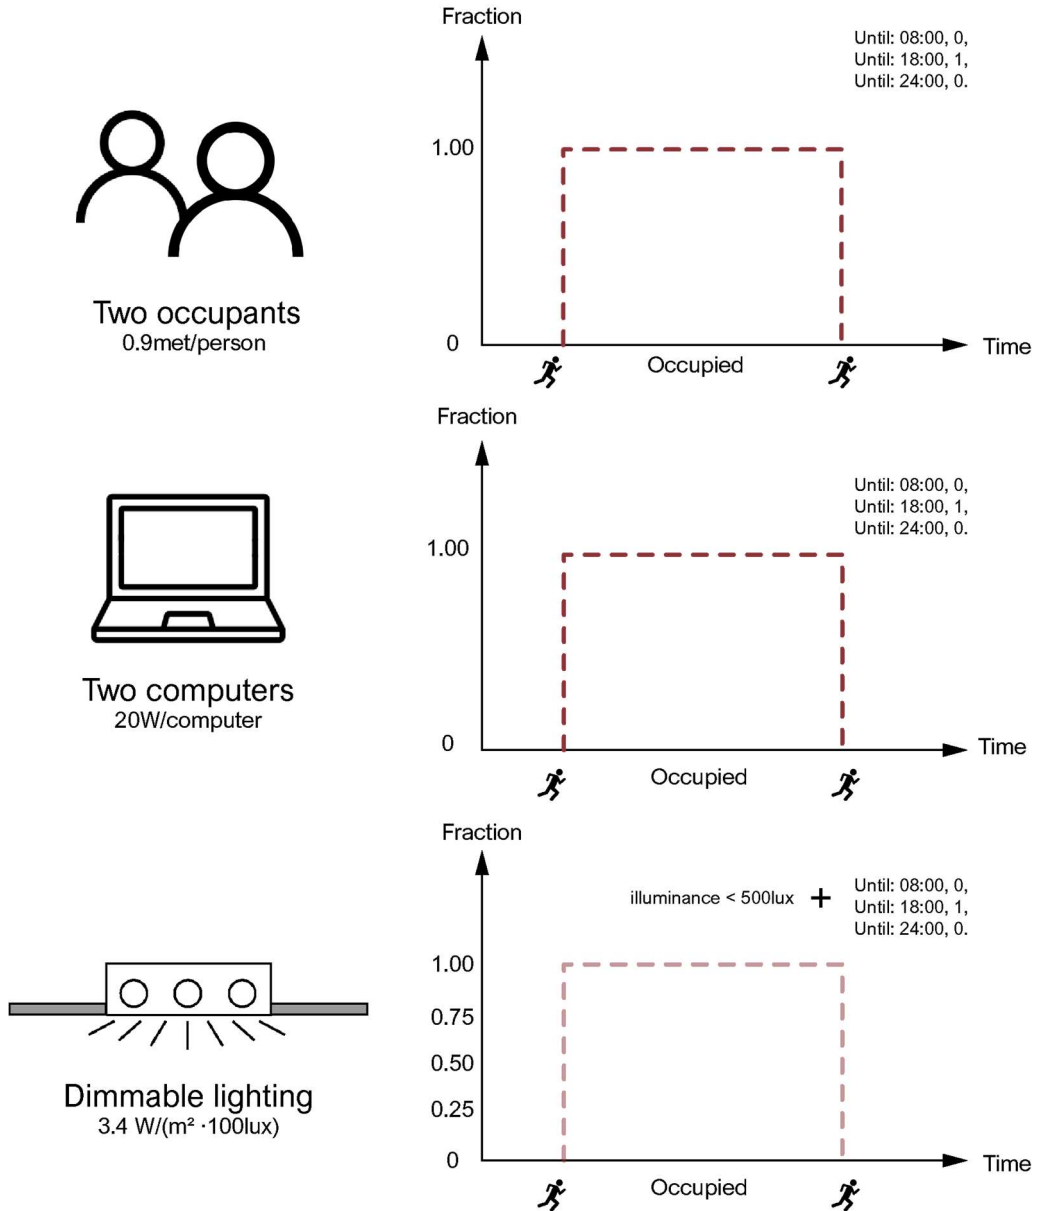 Fraction
Until: 08:00, 0,
Until: 18:00, 1,
Until: 24:00, 0.
1.00
Two occupants
0.9met/person
0
Time
Occupied
Fraction
Until: 08:00, 0,
Until: 18:00, 1,
Until: 24:00, 0.
1.00
Two computers
20W/computer
0
Time
Occupied
Fraction
illuminance < 500lux +
Until: 08:00, 0,
Until: 18:00, 1,
Until: 24:00, 0.
1.00
0.75
0.50
0.25
Dimmable lighting
3.4 W/(m² ·100lux)
0
Time
Occupied